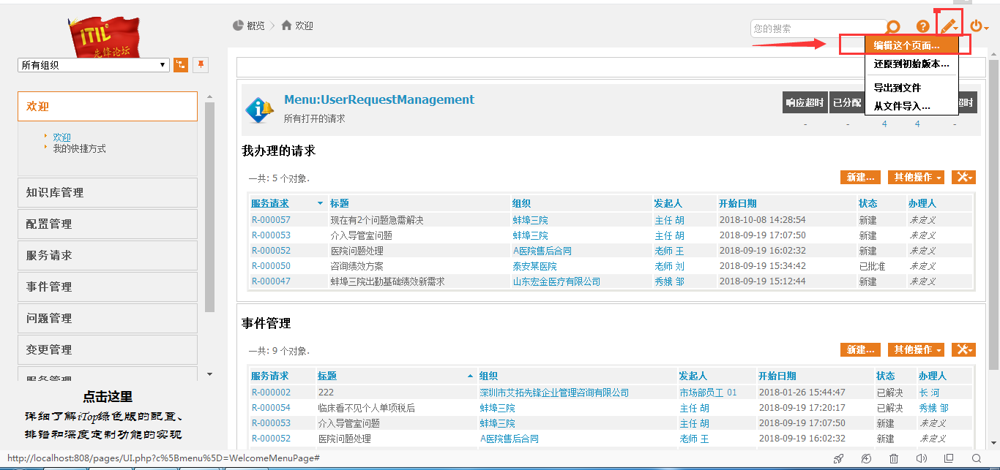 iTiL
先锋论坛
概览
欢迎
您的搜索
编辑这个页面...
还原到初始版本...
导出到文件
从文件导入...
所有组织
欢迎
欢迎
我的快捷方式
知识库管理
配置管理
服务请求
事件管理
问题管理
变更管理
服务管理
点击这里
详细了解iTop绿色版的配置、
排错和深度定制功能的实现
Menu:UserRequestManagement
所有打开的请求
响应超时 已分配 超时
- - 4 4 -
我办理的请求
一共: 5 个对象.
新建... 其他操作
服务请求 标题 组织 发起人 开始日期 状态 办理人
R-000057 现在有2个问题急需解决 蚌埠三院 主任 胡 2018-10-08 14:28:54 新建 未定义
R-000053 介入导管室问题 蚌埠三院 主任 胡 2018-09-19 17:07:50 新建 未定义
R-000052 医院问题处理 A医院售后合同 老师 王 2018-09-19 16:02:32 新建 未定义
R-000050 咨询绩效方案 泰安某医院 老师 刘 2018-09-19 15:34:42 已批准 未定义
R-000047 蚌埠三院出勤基础绩效新需求 山东宏金医疗有限公司 秀娥 邹 2018-09-19 15:12:44 新建 未定义
事件管理
一共: 9 个对象.
新建... 其他操作
服务请求 标题 组织 发起人 开始日期 状态 办理人
R-000002 222 深圳市艾拓先锋企业管理咨询有限公司 市场部员工 01 2018-01-26 15:44:47 已解决 长 河
R-000054 临床看不见个人单项税后 蚌埠三院 主任 胡 2018-09-19 17:20:17 已解决 秀娥 邹
R-000053 介入导管室问题 蚌埠三院 主任 胡 2018-09-19 17:07:50 新建 未定义
R-000052 医院问题处理 A医院售后合同 老师 王 2018-09-19 16:02:32 新建 未定义
http://localhost:808/pages/UI.php?c%5Bmenu%5D=WelcomeMenuPage#